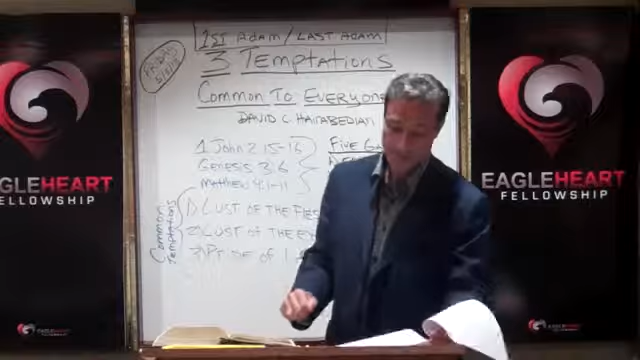 1ST ADAM / LAST ADAM
FRIDAY
3 TEMPTATIONS
COMMON TO EVERYONE
DAVID C. HAIRABEDIAN
1 JOHN 2:15-16
GENESIS 3:6
MATTHEW 4:1-11
FIVE
COMMON TEMPTATIONS
1) LUST OF THE
2) LUST OF THE
3) PRIDE OF
EAGLEHEART
FELLOWSHIP
EAGLEHEART
FELLOWSHIP